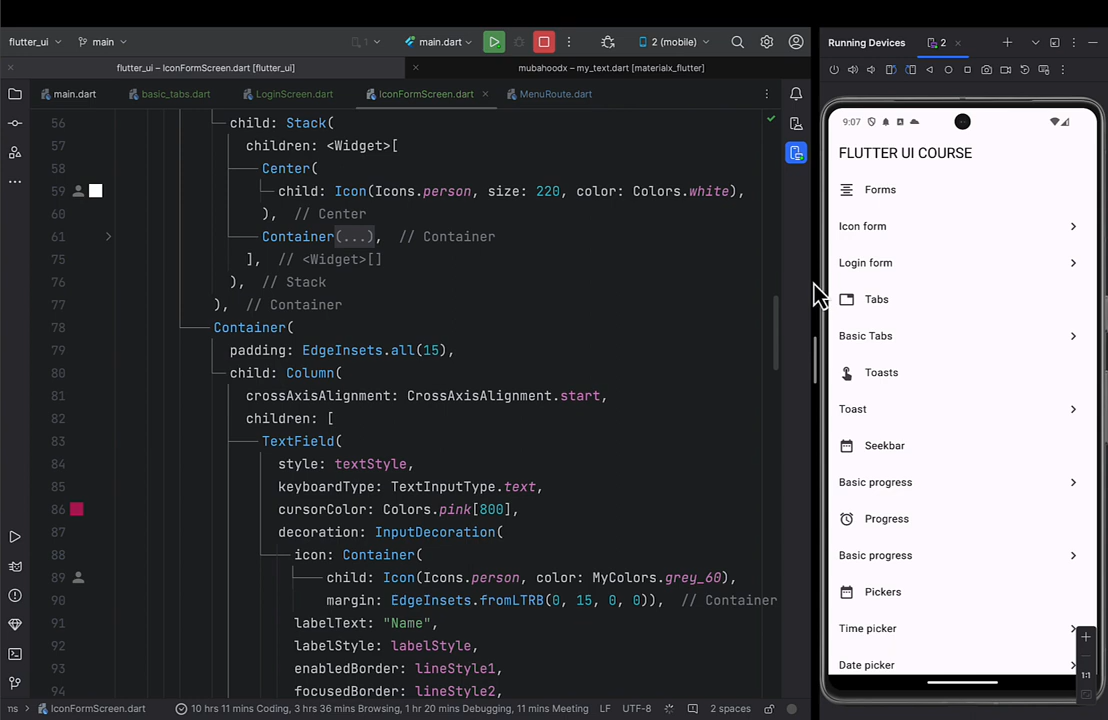 flutter_ui
main
1
main.dart
2 (mobile)
Running Devices
2
flutter_ui – IconFormScreen.dart [flutter_ui]
mubahoodx – my_text.dart [materialx_flutter]
main.dart
basic_tabs.dart
LoginScreen.dart
IconFormScreen.dart
MenuRoute.dart
56 child: Stack(
57 children: <Widget>[
58 Center(
59 child: Icon(Icons.person, size: 220, color: Colors.white),
60 ), // Center
61 Container(...), // Container
75 ], // <Widget>[]
76 ), // Stack
77 ), // Container
78 Container(
79 padding: EdgeInsets.all(15),
80 child: Column(
81 crossAxisAlignment: CrossAxisAlignment.start,
82 children: [
83 TextField(
84 style: textStyle,
85 keyboardType: TextInputType.text,
86 cursorColor: Colors.pink[800],
87 decoration: InputDecoration(
88 icon: Container(
89 child: Icon(Icons.person, color: MyColors.grey_60),
90 margin: EdgeInsets.fromLTRB(0, 15, 0, 0)), // Container
91 labelText: "Name",
92 labelStyle: labelStyle,
93 enabledBorder: lineStyle1,
94 focusedBorder: lineStyle2,
9:07
FLUTTER UI COURSE
Forms
Icon form
Login form
Tabs
Basic Tabs
Toasts
Toast
Seekbar
Basic progress
Progress
Basic progress
Pickers
Time picker
Date picker
1:1
ms
IconFormScreen.dart
10 hrs 11 mins Coding, 3 hrs 36 mins Browsing, 1 hr 20 mins Debugging, 11 mins Meeting
LF
UTF-8
2 spaces